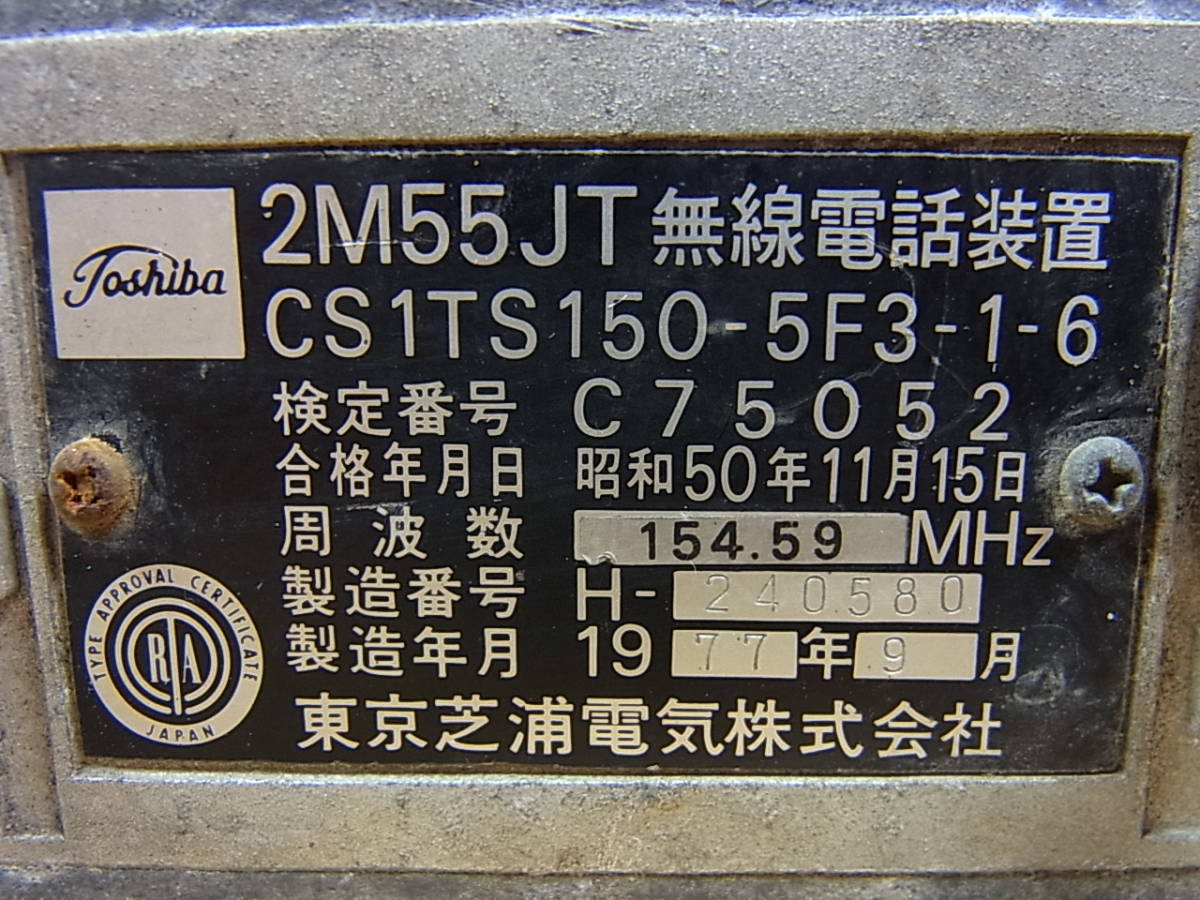 Toshiba
2M55JT 無線電話装置
CS1TS150-5F3-1-6
検定番号 C75052
合格年月日 昭和50年11月15日
周波数 154.59 MHz
製造番号 H-240580
製造年月 1977年9月
東京芝浦電気株式会社
TYPE APPROVAL CERTIFICATE
RTA
JAPAN